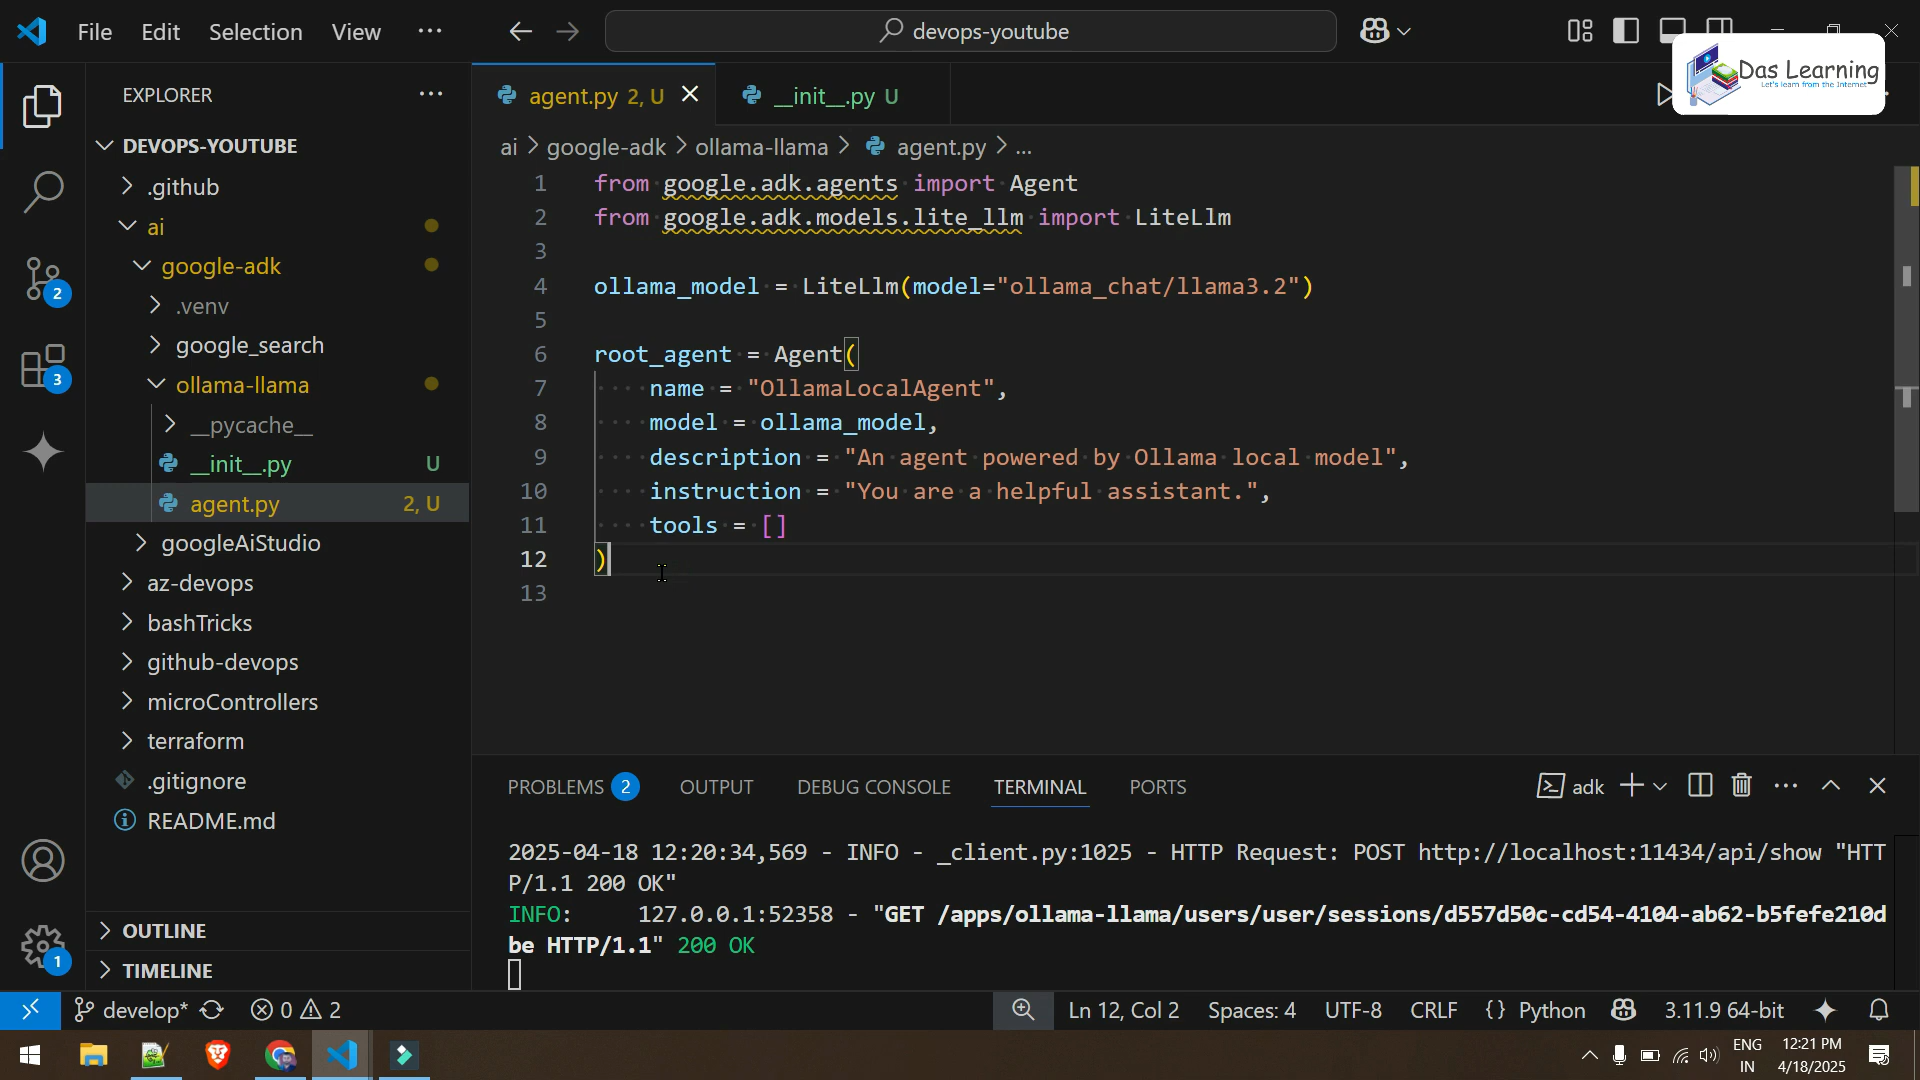 File Edit Selection View ··· devops-youtube
Das Learning
Let's learn from the Internet
EXPLORER ···
DEVOPS-YOUTUBE
.github
ai
google-adk
.venv
google_search
ollama-llama
__pycache__
__init__.py U
agent.py 2, U
googleAiStudio
az-devops
bashTricks
github-devops
microControllers
terraform
.gitignore
README.md
OUTLINE
TIMELINE
2
3
1
agent.py 2, U __init__.py U
ai > google-adk > ollama-llama > agent.py > ...
1 from google.adk.agents import Agent
2 from google.adk.models.lite_llm import LiteLlm
3
4 ollama_model = LiteLlm(model="ollama_chat/llama3.2")
5
6 root_agent = Agent(
7     name = "OllamaLocalAgent",
8     model = ollama_model,
9     description = "An agent powered by Ollama local model",
10     instruction = "You are a helpful assistant.",
11     tools = []
12 )
13
PROBLEMS 2 OUTPUT DEBUG CONSOLE TERMINAL PORTS adk
2025-04-18 12:20:34,569 - INFO - _client.py:1025 - HTTP Request: POST http://localhost:11434/api/show "HTT
P/1.1 200 OK"
INFO:     127.0.0.1:52358 - "GET /apps/ollama-llama/users/user/sessions/d557d50c-cd54-4104-ab62-b5fefe210d
be HTTP/1.1" 200 OK
develop* 0 2 Ln 12, Col 2 Spaces: 4 UTF-8 CRLF {} Python 3.11.9 64-bit
ENG
IN
12:21 PM
4/18/2025